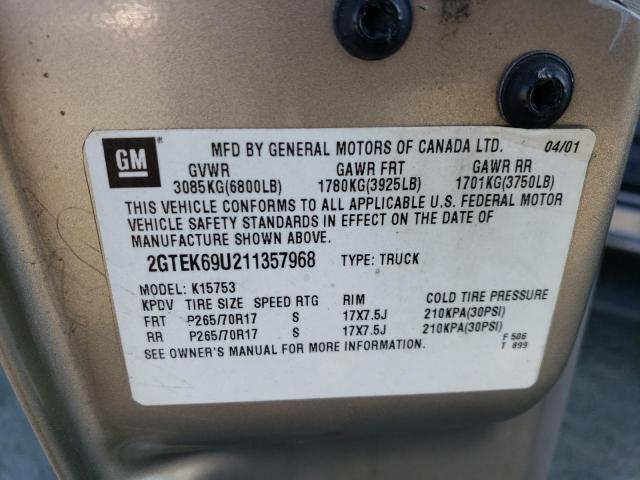 GM
MFD BY GENERAL MOTORS OF CANADA LTD. 04/01
GVWR GAWR FRT GAWR RR
3085KG(6800LB) 1780KG(3925LB) 1701KG(3750LB)
THIS VEHICLE CONFORMS TO ALL APPLICABLE U.S. FEDERAL MOTOR
VEHICLE SAFETY STANDARDS IN EFFECT ON THE DATE OF
MANUFACTURE SHOWN ABOVE.
2GTEK69U211357968 TYPE: TRUCK
MODEL: K15753
KPDV TIRE SIZE SPEED RTG RIM COLD TIRE PRESSURE
FRT P265/70R17 S 17X7.5J 210KPA(30PSI)
RR P265/70R17 S 17X7.5J 210KPA(30PSI)
SEE OWNER'S MANUAL FOR MORE INFORMATION.
F 506
T 899